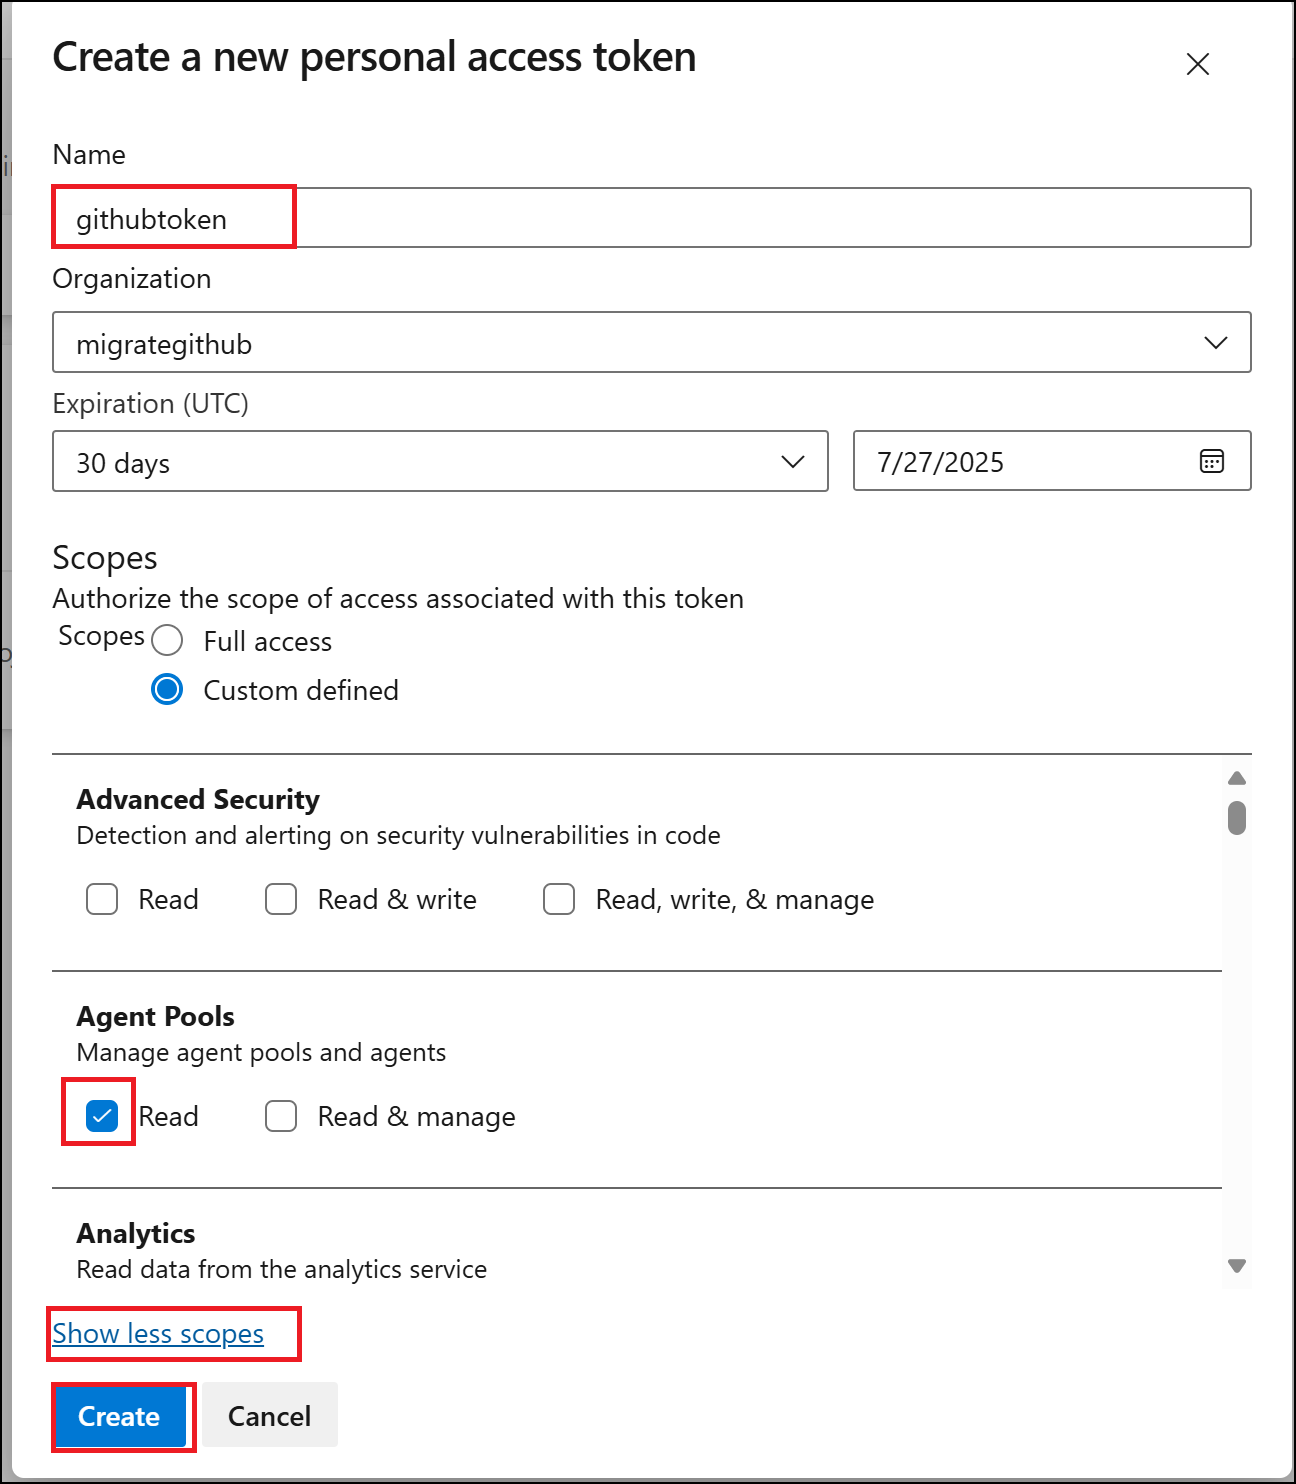 Create a new personal access token
Name
githubtoken
Organization
migrategithub
Expiration (UTC)
30 days
7/27/2025
Scopes
Authorize the scope of access associated with this token
Scopes
Full access
Custom defined
Advanced Security
Detection and alerting on security vulnerabilities in code
Read Read & write Read, write, & manage
Agent Pools
Manage agent pools and agents
Read Read & manage
Analytics
Read data from the analytics service
Show less scopes
Create Cancel